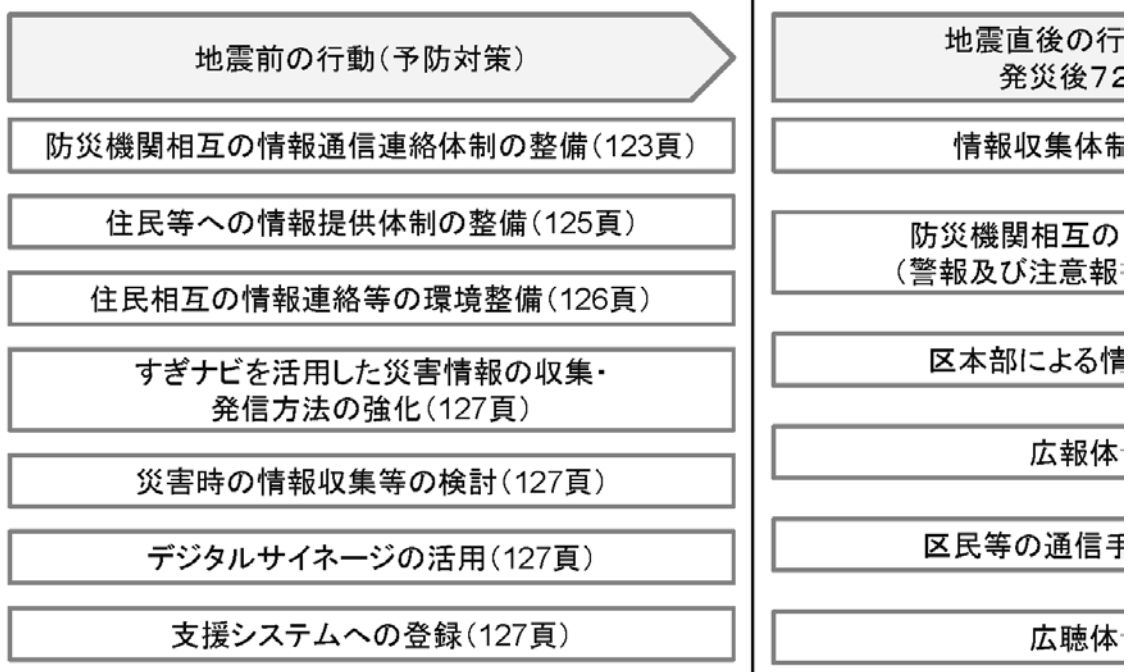 地震前の行動(予防対策)
防災機関相互の情報通信連絡体制の整備(123頁)
住民等への情報提供体制の整備(125頁)
住民相互の情報連絡等の環境整備(126頁)
すぎナビを活用した災害情報の収集・
発信方法の強化(127頁)
災害時の情報収集等の検討(127頁)
デジタルサイネージの活用(127頁)
支援システムへの登録(127頁)
地震直後の行
発災後72
情報収集体制
防災機関相互の
(警報及び注意報
区本部による情
広報体
区民等の通信手
広聴体